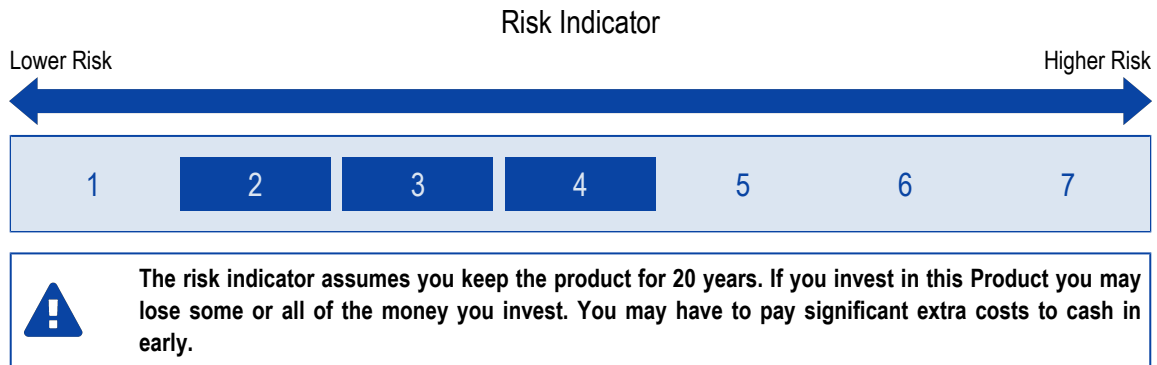 Risk Indicator
Lower Risk
Higher Risk
1 2 3 4 5 6 7
The risk indicator assumes you keep the product for 20 years. If you invest in this Product you may
lose some or all of the money you invest. You may have to pay significant extra costs to cash in
early.